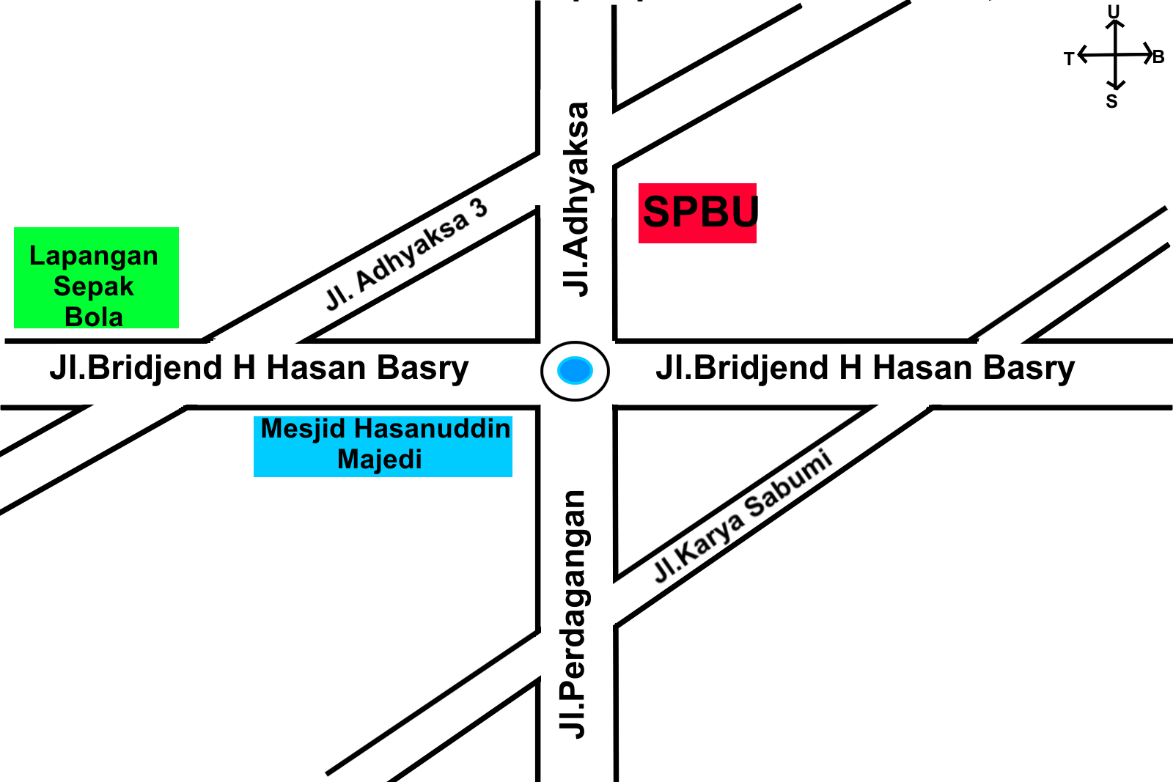 U
T B
S
Jl.Adhyaksa
SPBU
Jl. Adhyaksa 3
Lapangan
Sepak
Bola
Jl.Bridjend H Hasan Basry
Jl.Bridjend H Hasan Basry
Mesjid Hasanuddin
Majedi
Jl.Karya Sabumi
Jl.Perdagangan